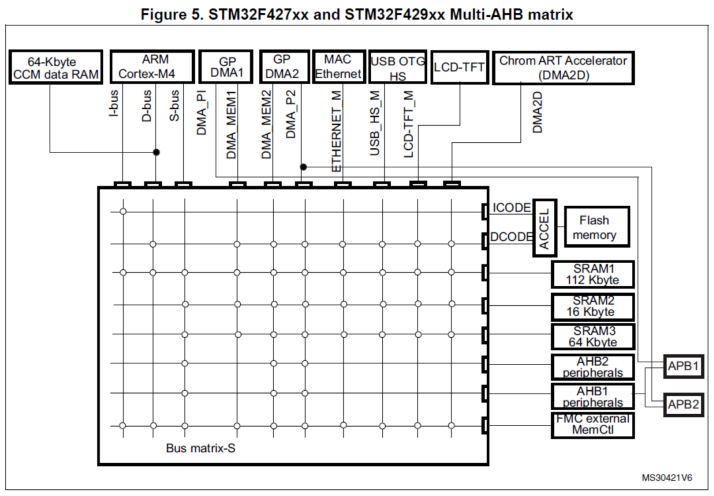 Figure 5. STM32F427xx and STM32F429xx Multi-AHB matrix
64-Kbyte
CCM data RAM
ARM
Cortex-M4
GP
DMA1
GP
DMA2
MAC
Ethernet
USB OTG
HS
LCD-TFT
Chrom ART Accelerator
(DMA2D)
I-bus
D-bus
S-bus
DMA_PI
DMA_MEM1
DMA_MEM2
DMA_P2
ETHERNET_M
USB_HS_M
LCD-TFT_M
DMA2D
ICODE
DCODE
ACCEL
Flash
memory
SRAM1
112 Kbyte
SRAM2
16 Kbyte
SRAM3
64 Kbyte
AHB2
peripherals
AHB1
peripherals
FMC external
MemCtl
APB1
APB2
Bus matrix-S
MS30421V6